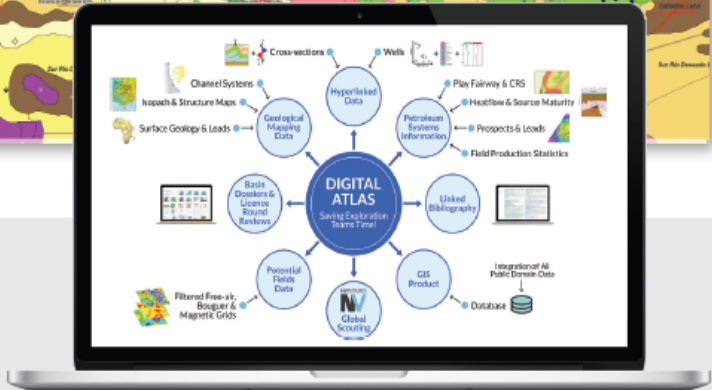 Cross-sections
Wells
Channel Systems
Hyperlinked
Data
Play Fairway & CRS
Isopach & Structure Maps
Heatflow & Source Maturity
Geological
Mapping
Data
Petroleum
Systems
Information
Surface Geology & Leads
Prospects & Leads
Field Production Statistics
Basin
Dossiers &
Licence
Round
Reviews
DIGITAL
ATLAS
Saving Exploration
Teams Time!
Linked
Bibliography
Potential
Fields
Data
GIS
Product
Integration of All
Public Domain Data
Filtered Free-air,
Bouguer &
Magnetic Grids
NV
Global
Scouting
Database